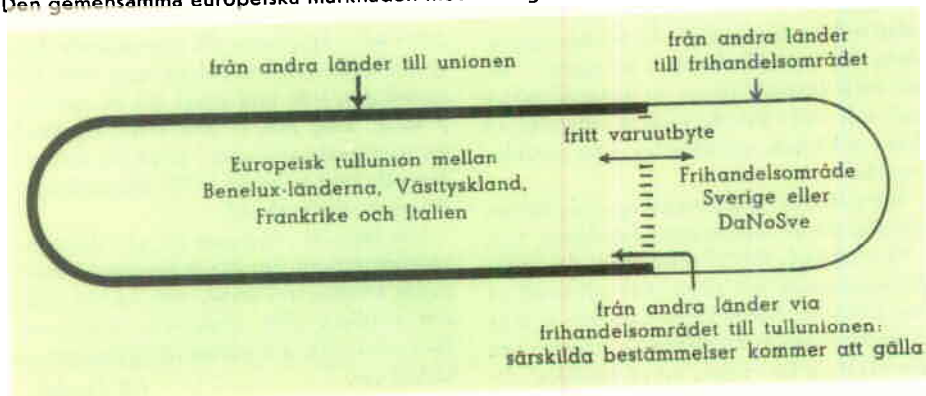 Den gemensamma europeiska marknaden
från andra länder till unionen
från andra länder
till frihandelsområdet
fritt varuutbyte
Europeisk tullunion mellan
Benelux-länderna, Västtyskland,
Frankrike och Italien
Frihandelsområde
Sverige eller
DaNoSve
från andra länder via
frihandelsområdet till tullunionen:
särskilda bestämmelser kommer att gälla